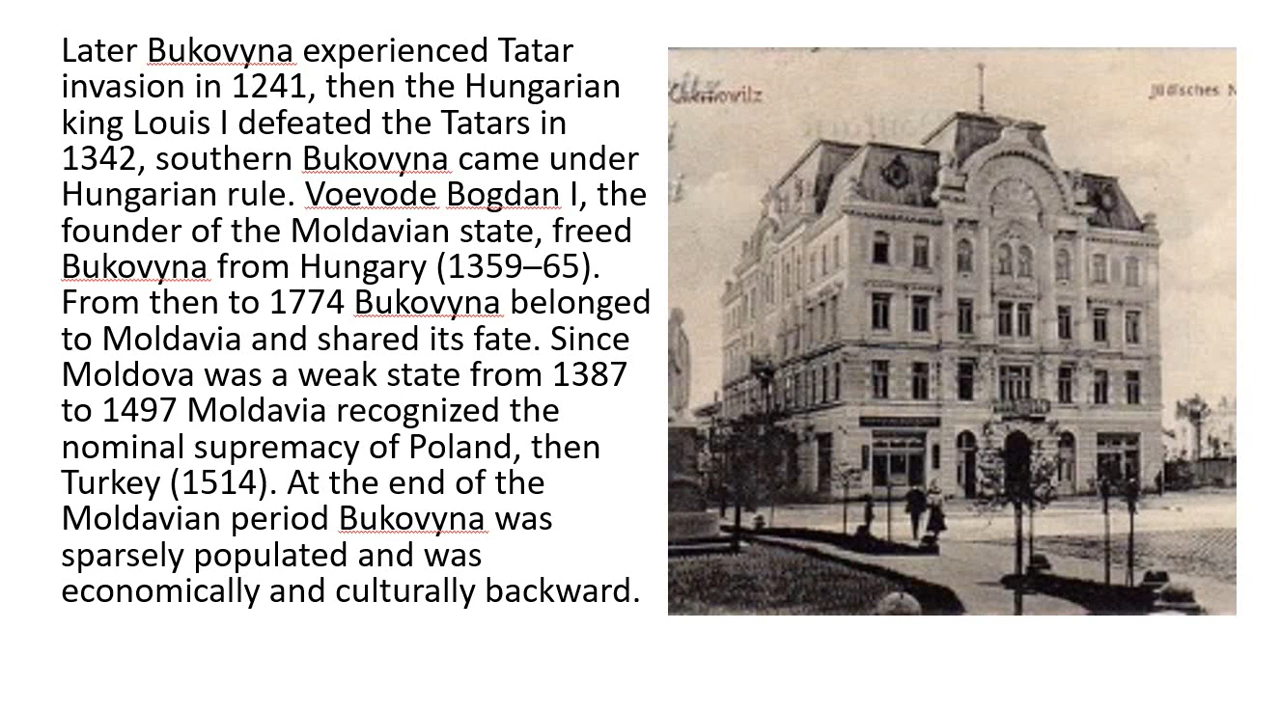 Later Bukovyna experienced Tatar
invasion in 1241, then the Hungarian
king Louis I defeated the Tatars in
1342, southern Bukovyna came under
Hungarian rule. Voevode Bogdan I, the
founder of the Moldavian state, freed
Bukovyna from Hungary (1359–65).
From then to 1774 Bukovyna belonged
to Moldavia and shared its fate. Since
Moldova was a weak state from 1387
to 1497 Moldavia recognized the
nominal supremacy of Poland, then
Turkey (1514). At the end of the
Moldavian period Bukovyna was
sparsely populated and was
economically and culturally backward.
Jüdisches N